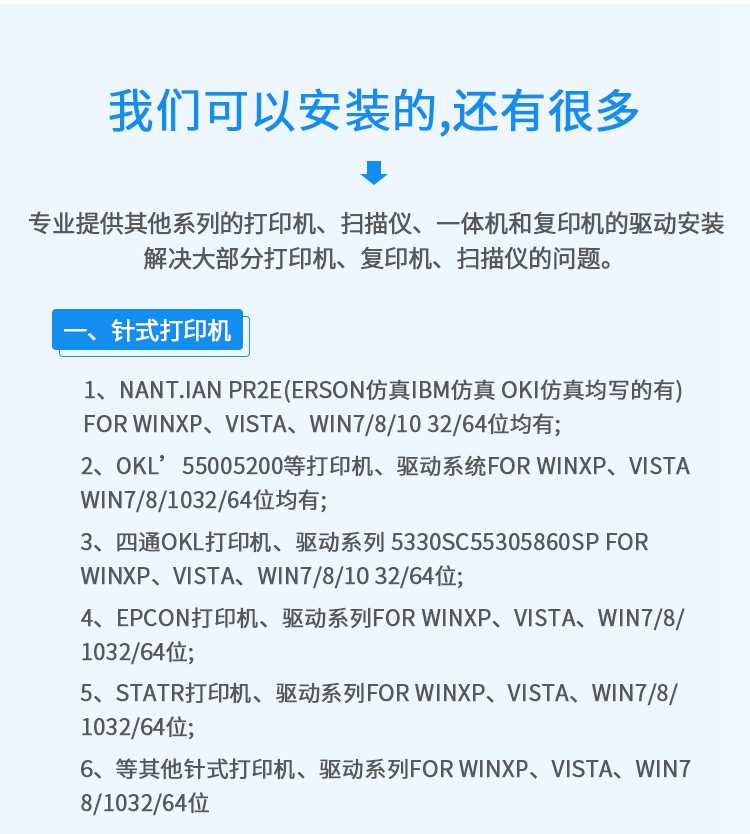 我们可以安装的,还有很多
专业提供其他系列的打印机、扫描仪、一体机和复印机的驱动安装
解决大部分打印机、复印机、扫描仪的问题。
一、针式打印机
1、NANT.IAN PR2E(ERSON仿真IBM仿真 OKI仿真均写的有)
FOR WINXP、VISTA、WIN7/8/10 32/64位均有;
2、OKL’55005200等打印机、驱动系统FOR WINXP、VISTA
WIN7/8/1032/64位均有;
3、四通OKL打印机、驱动系列 5330SC55305860SP FOR
WINXP、VISTA、WIN7/8/10 32/64位;
4、EPCON打印机、驱动系列FOR WINXP、VISTA、WIN7/8/
1032/64位;
5、STATR打印机、驱动系列FOR WINXP、VISTA、WIN7/8/
1032/64位;
6、等其他针式打印机、驱动系列FOR WINXP、VISTA、WIN7
8/1032/64位